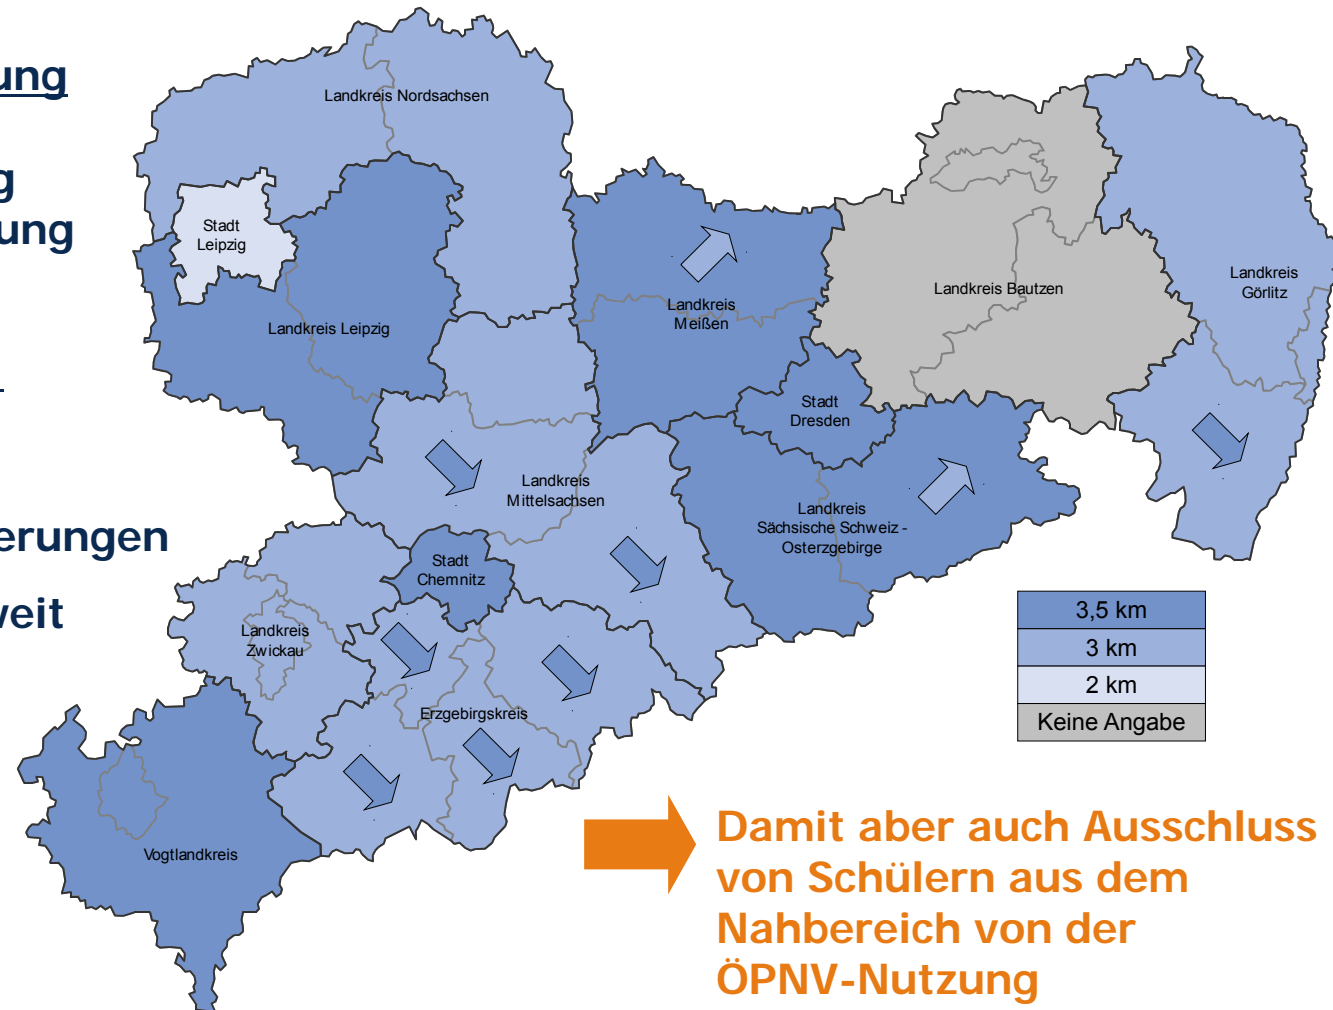 ung
g
ung
erungen
weit
Landkreis Nordsachsen
Stadt
Leipzig
Landkreis Leipzig
Landkreis
Meißen
Landkreis Bautzen
Landkreis
Görlitz
Stadt
Dresden
Landkreis
Mittelsachsen
Landkreis
Sächsische Schweiz -
Osterzgebirge
Stadt
Chemnitz
Landkreis
Zwickau
Erzgebirgskreis
Vogtlandkreis
3,5 km
3 km
2 km
Keine Angabe
Damit aber auch Ausschluss
von Schülern aus dem
Nahbereich von der
ÖPNV-Nutzung